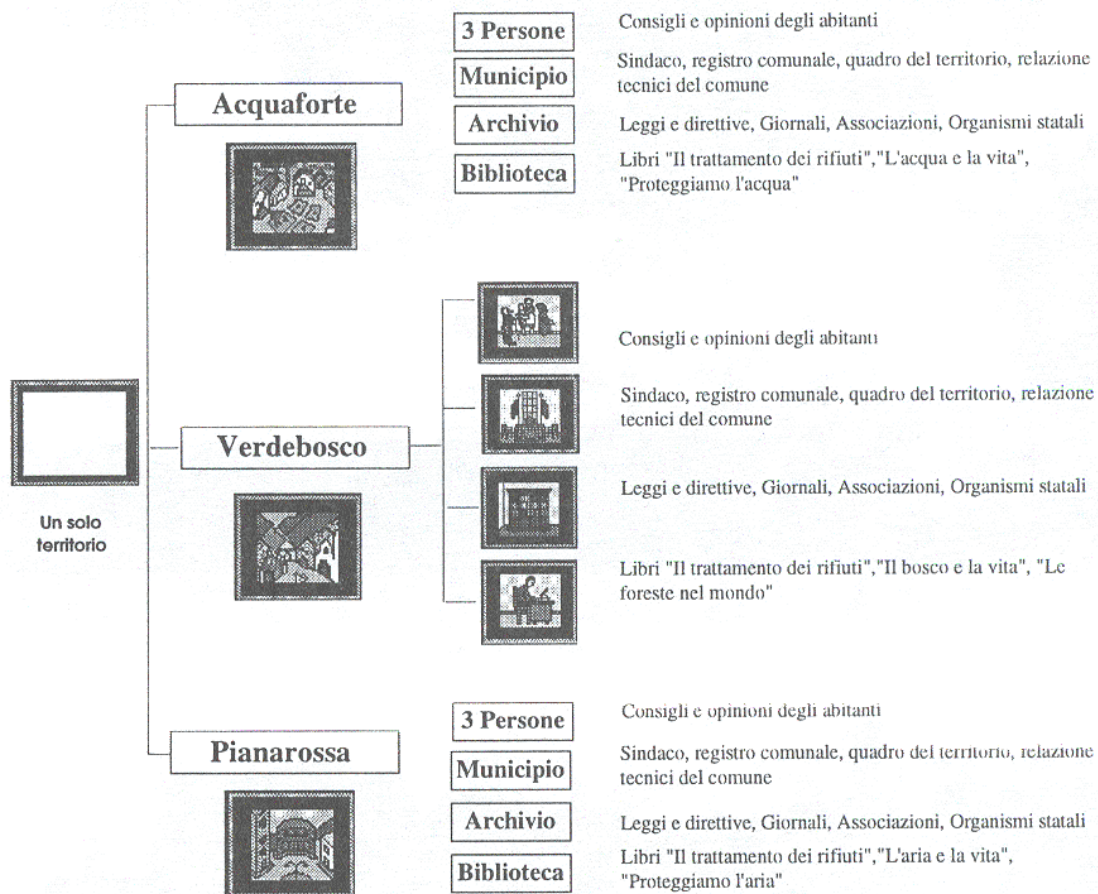 3 Persone
Consigli e opinioni degli abitanti
Acquaforte
Municipio
Sindaco, registro comunale, quadro del territorio, relazione
tecnici del comune
Archivio
Leggi e direttive, Giornali, Associazioni, Organismi statali
Biblioteca
Libri "Il trattamento dei rifiuti","L'acqua e la vita",
"Proteggiamo l'acqua"
Un solo
territorio
Verdebosco
Consigli e opinioni degli abitanti
Sindaco, registro comunale, quadro del territorio, relazione
tecnici del comune
Leggi e direttive, Giornali, Associazioni, Organismi statali
Libri "Il trattamento dei rifiuti","Il bosco e la vita", "Le
foreste nel mondo"
Pianarossa
3 Persone
Consigli e opinioni degli abitanti
Municipio
Sindaco, registro comunale, quadro del territorio, relazione
tecnici del comune
Archivio
Leggi e direttive, Giornali, Associazioni, Organismi statali
Biblioteca
Libri "Il trattamento dei rifiuti","L'aria e la vita",
"Proteggiamo l'aria"